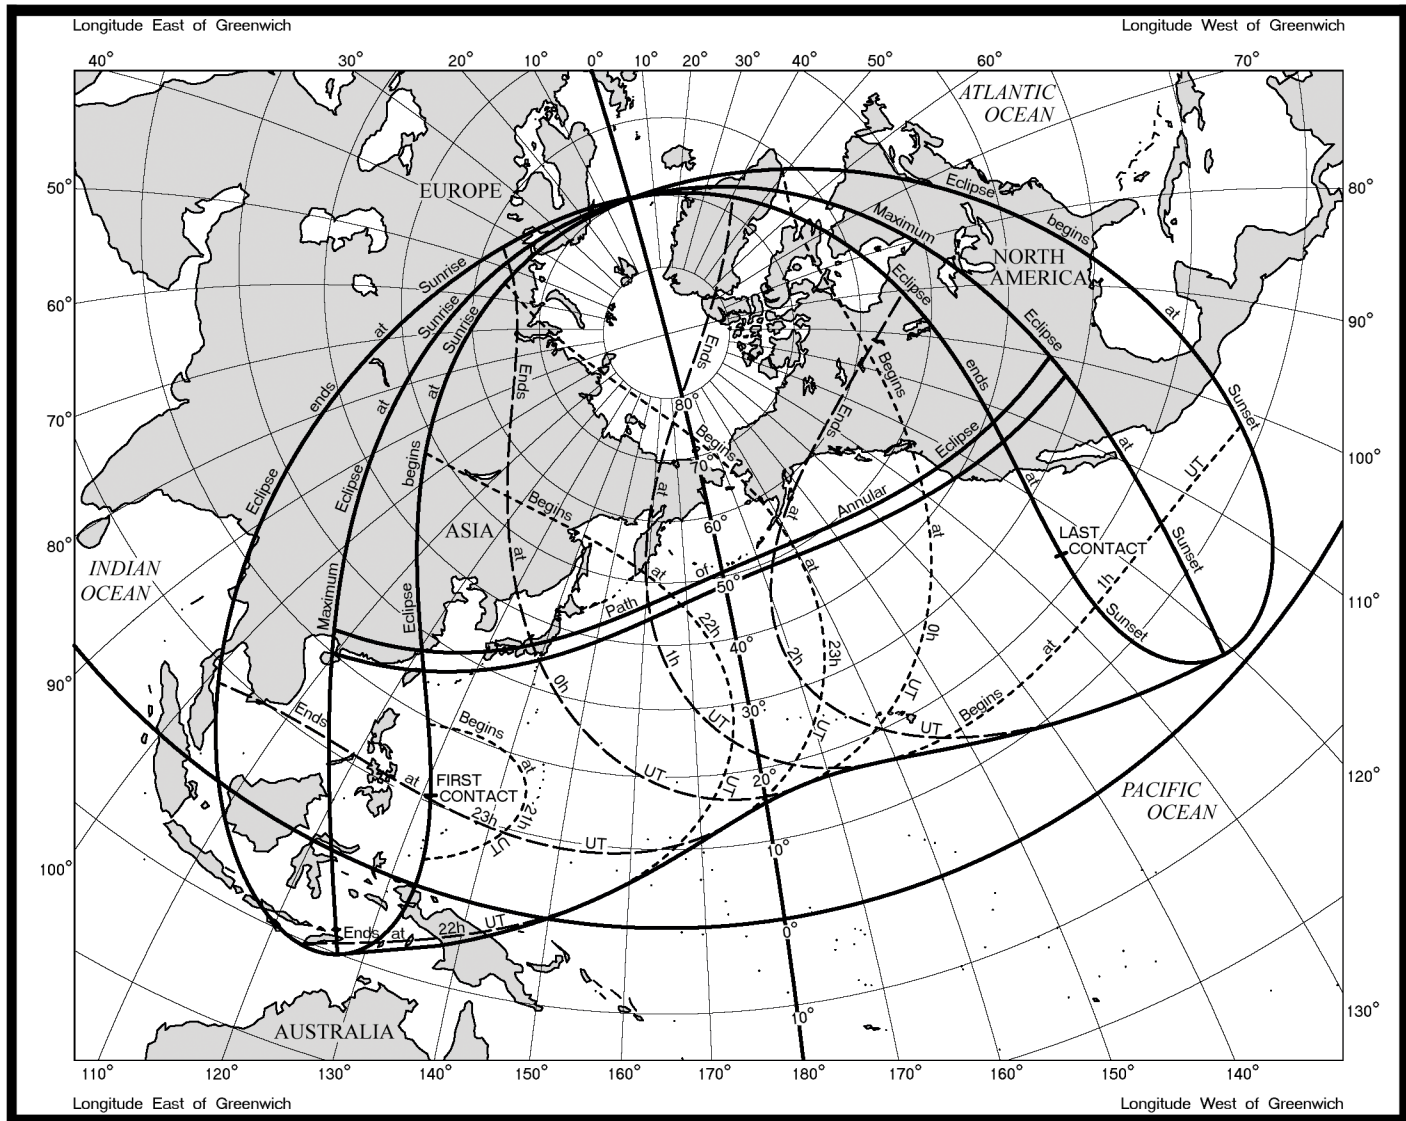 Longitude East of Greenwich
Longitude West of Greenwich
40° 30° 20° 10° 0° 10° 20° 30° 40° 50° 60° 70°
ATLANTIC
OCEAN
50°
EUROPE
80°
Eclipse begins at Sunset
Maximum Eclipse at Sunset
Eclipse ends at Sunset
NORTH
AMERICA
60°
90°
Eclipse ends at Sunrise
Maximum Eclipse at Sunrise
Eclipse begins at Sunrise
70°
100°
80°
110°
90°
120°
100°
130°
80°
70°
60°
50°
40°
30°
20°
10°
0°
10°
ASIA
INDIAN
OCEAN
Path of Annular Eclipse
LAST
CONTACT
FIRST
CONTACT
Begins at 21h UT
Begins at 22h UT
Begins at 23h UT
Begins at 0h UT
Begins at 1h UT
Ends at 22h UT
Ends at 23h UT
Ends at 0h UT
Ends at 1h UT
Ends at 2h UT
PACIFIC
OCEAN
AUSTRALIA
110° 120° 130° 140° 150° 160° 170° 180° 170° 160° 150° 140°
Longitude East of Greenwich
Longitude West of Greenwich